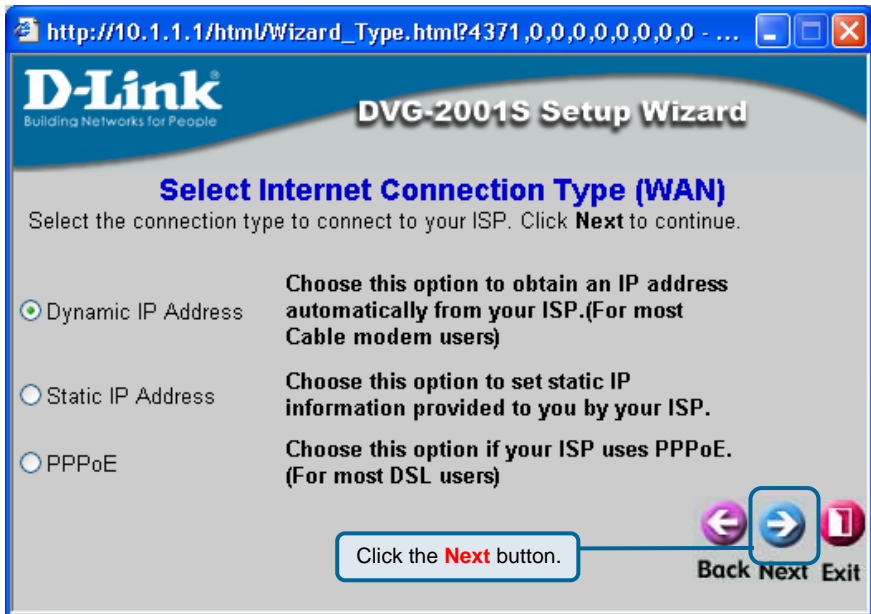 http://10.1.1.1/html/Wizard_Type.html?4371,0,0,0,0,0,0,0,0 - ...
D-Link
Building Networks for People
DVG-2001S Setup Wizard
Select Internet Connection Type (WAN)
Select the connection type to connect to your ISP. Click Next to continue.
Dynamic IP Address
Choose this option to obtain an IP address
automatically from your ISP.(For most
Cable modem users)
Static IP Address
Choose this option to set static IP
information provided to you by your ISP.
PPPoE
Choose this option if your ISP uses PPPoE.
(For most DSL users)
Click the Next button.
Back Next Exit